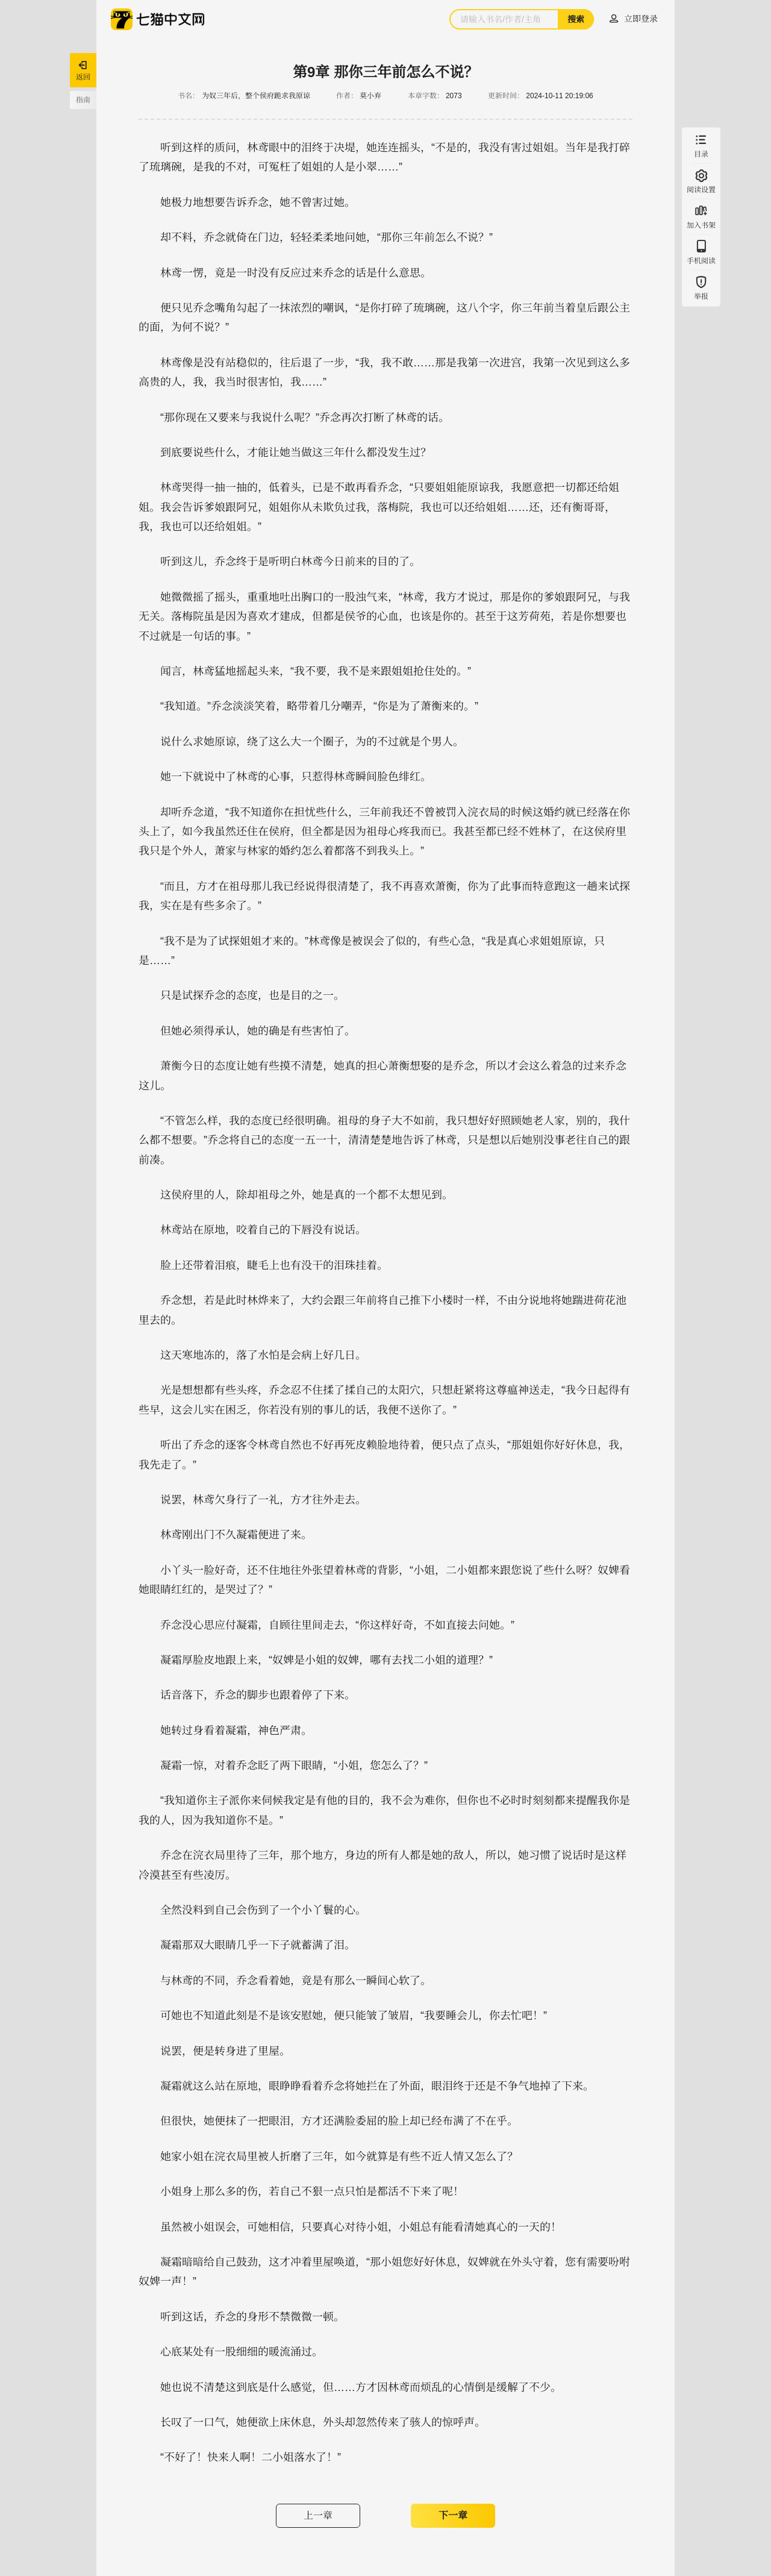 七猫中文网
请输入书名/作者/主角
搜索
立即登录
返回
指南
第9章 那你三年前怎么不说？
书名： 为奴三年后，整个侯府跪求我原谅 作者： 莫小弃 本章字数： 2073 更新时间： 2024-10-11 20:19:06
目录
阅读设置
加入书架
手机阅读
举报
听到这样的质问，林鸢眼中的泪终于决堤，她连连摇头，“不是的，我没有害过姐姐。当年是我打碎
了琉璃碗，是我的不对，可冤枉了姐姐的人是小翠……”
她极力地想要告诉乔念，她不曾害过她。
却不料，乔念就倚在门边，轻轻柔柔地问她，“那你三年前怎么不说？”
林鸢一愣，竟是一时没有反应过来乔念的话是什么意思。
便只见乔念嘴角勾起了一抹浓烈的嘲讽，“是你打碎了琉璃碗，这八个字，你三年前当着皇后跟公主
的面，为何不说？”
林鸢像是没有站稳似的，往后退了一步，“我，我不敢……那是我第一次进宫，我第一次见到这么多
高贵的人，我，我当时很害怕，我……”
“那你现在又要来与我说什么呢？”乔念再次打断了林鸢的话。
到底要说些什么，才能让她当做这三年什么都没发生过？
林鸢哭得一抽一抽的，低着头，已是不敢再看乔念，“只要姐姐能原谅我，我愿意把一切都还给姐
姐。我会告诉爹娘跟阿兄，姐姐你从未欺负过我，落梅院，我也可以还给姐姐……还，还有衡哥哥，
我，我也可以还给姐姐。”
听到这儿，乔念终于是听明白林鸢今日前来的目的了。
她微微摇了摇头，重重地吐出胸口的一股浊气来，“林鸢，我方才说过，那是你的爹娘跟阿兄，与我
无关。落梅院虽是因为喜欢才建成，但都是侯爷的心血，也该是你的。甚至于这芳荷苑，若是你想要也
不过就是一句话的事。”
闻言，林鸢猛地摇起头来，“我不要，我不是来跟姐姐抢住处的。”
“我知道。”乔念淡淡笑着，略带着几分嘲弄，“你是为了萧衡来的。”
说什么求她原谅，绕了这么大一个圈子，为的不过就是个男人。
她一下就说中了林鸢的心事，只惹得林鸢瞬间脸色绯红。
却听乔念道，“我不知道你在担忧些什么，三年前我还不曾被罚入浣衣局的时候这婚约就已经落在你
头上了，如今我虽然还住在侯府，但全都是因为祖母心疼我而已。我甚至都已经不姓林了，在这侯府里
我只是个外人，萧家与林家的婚约怎么着都落不到我头上。”
“而且，方才在祖母那儿我已经说得很清楚了，我不再喜欢萧衡，你为了此事而特意跑这一趟来试探
我，实在是有些多余了。”
“我不是为了试探姐姐才来的。”林鸢像是被误会了似的，有些心急，“我是真心求姐姐原谅，只
是……”
只是试探乔念的态度，也是目的之一。
但她必须得承认，她的确是有些害怕了。
萧衡今日的态度让她有些摸不清楚，她真的担心萧衡想娶的是乔念，所以才会这么着急的过来乔念
这儿。
“不管怎么样，我的态度已经很明确。祖母的身子大不如前，我只想好好照顾她老人家，别的，我什
么都不想要。”乔念将自己的态度一五一十，清清楚楚地告诉了林鸢，只是想以后她别没事老往自己的跟
前凑。
这侯府里的人，除却祖母之外，她是真的一个都不太想见到。
林鸢站在原地，咬着自己的下唇没有说话。
脸上还带着泪痕，睫毛上也有没干的泪珠挂着。
乔念想，若是此时林烨来了，大约会跟三年前将自己推下小楼时一样，不由分说地将她踹进荷花池
里去的。
这天寒地冻的，落了水怕是会病上好几日。
光是想想都有些头疼，乔念忍不住揉了揉自己的太阳穴，只想赶紧将这尊瘟神送走，“我今日起得有
些早，这会儿实在困乏，你若没有别的事儿的话，我便不送你了。”
听出了乔念的逐客令林鸢自然也不好再死皮赖脸地待着，便只点了点头，“那姐姐你好好休息，我，
我先走了。”
说罢，林鸢欠身行了一礼，方才往外走去。
林鸢刚出门不久凝霜便进了来。
小丫头一脸好奇，还不住地往外张望着林鸢的背影，“小姐，二小姐都来跟您说了些什么呀？奴婢看
她眼睛红红的，是哭过了？”
乔念没心思应付凝霜，自顾往里间走去，“你这样好奇，不如直接去问她。”
凝霜厚脸皮地跟上来，“奴婢是小姐的奴婢，哪有去找二小姐的道理？”
话音落下，乔念的脚步也跟着停了下来。
她转过身看着凝霜，神色严肃。
凝霜一惊，对着乔念眨了两下眼睛，“小姐，您怎么了？”
“我知道你主子派你来伺候我定是有他的目的，我不会为难你，但你也不必时时刻刻都来提醒我你是
我的人，因为我知道你不是。”
乔念在浣衣局里待了三年，那个地方，身边的所有人都是她的敌人，所以，她习惯了说话时是这样
冷漠甚至有些凌厉。
全然没料到自己会伤到了一个小丫鬟的心。
凝霜那双大眼睛几乎一下子就蓄满了泪。
与林鸢的不同，乔念看着她，竟是有那么一瞬间心软了。
可她也不知道此刻是不是该安慰她，便只能皱了皱眉，“我要睡会儿，你去忙吧！”
说罢，便是转身进了里屋。
凝霜就这么站在原地，眼睁睁看着乔念将她拦在了外面，眼泪终于还是不争气地掉了下来。
但很快，她便抹了一把眼泪，方才还满脸委屈的脸上却已经布满了不在乎。
她家小姐在浣衣局里被人折磨了三年，如今就算是有些不近人情又怎么了？
小姐身上那么多的伤，若自己不狠一点只怕是都活不下来了呢！
虽然被小姐误会，可她相信，只要真心对待小姐，小姐总有能看清她真心的一天的！
凝霜暗暗给自己鼓劲，这才冲着里屋唤道，“那小姐您好好休息，奴婢就在外头守着，您有需要吩咐
奴婢一声！”
听到这话，乔念的身形不禁微微一顿。
心底某处有一股细细的暖流涌过。
她也说不清楚这到底是什么感觉，但……方才因林鸢而烦乱的心情倒是缓解了不少。
长叹了一口气，她便欲上床休息，外头却忽然传来了骇人的惊呼声。
“不好了！快来人啊！二小姐落水了！”
上一章
下一章